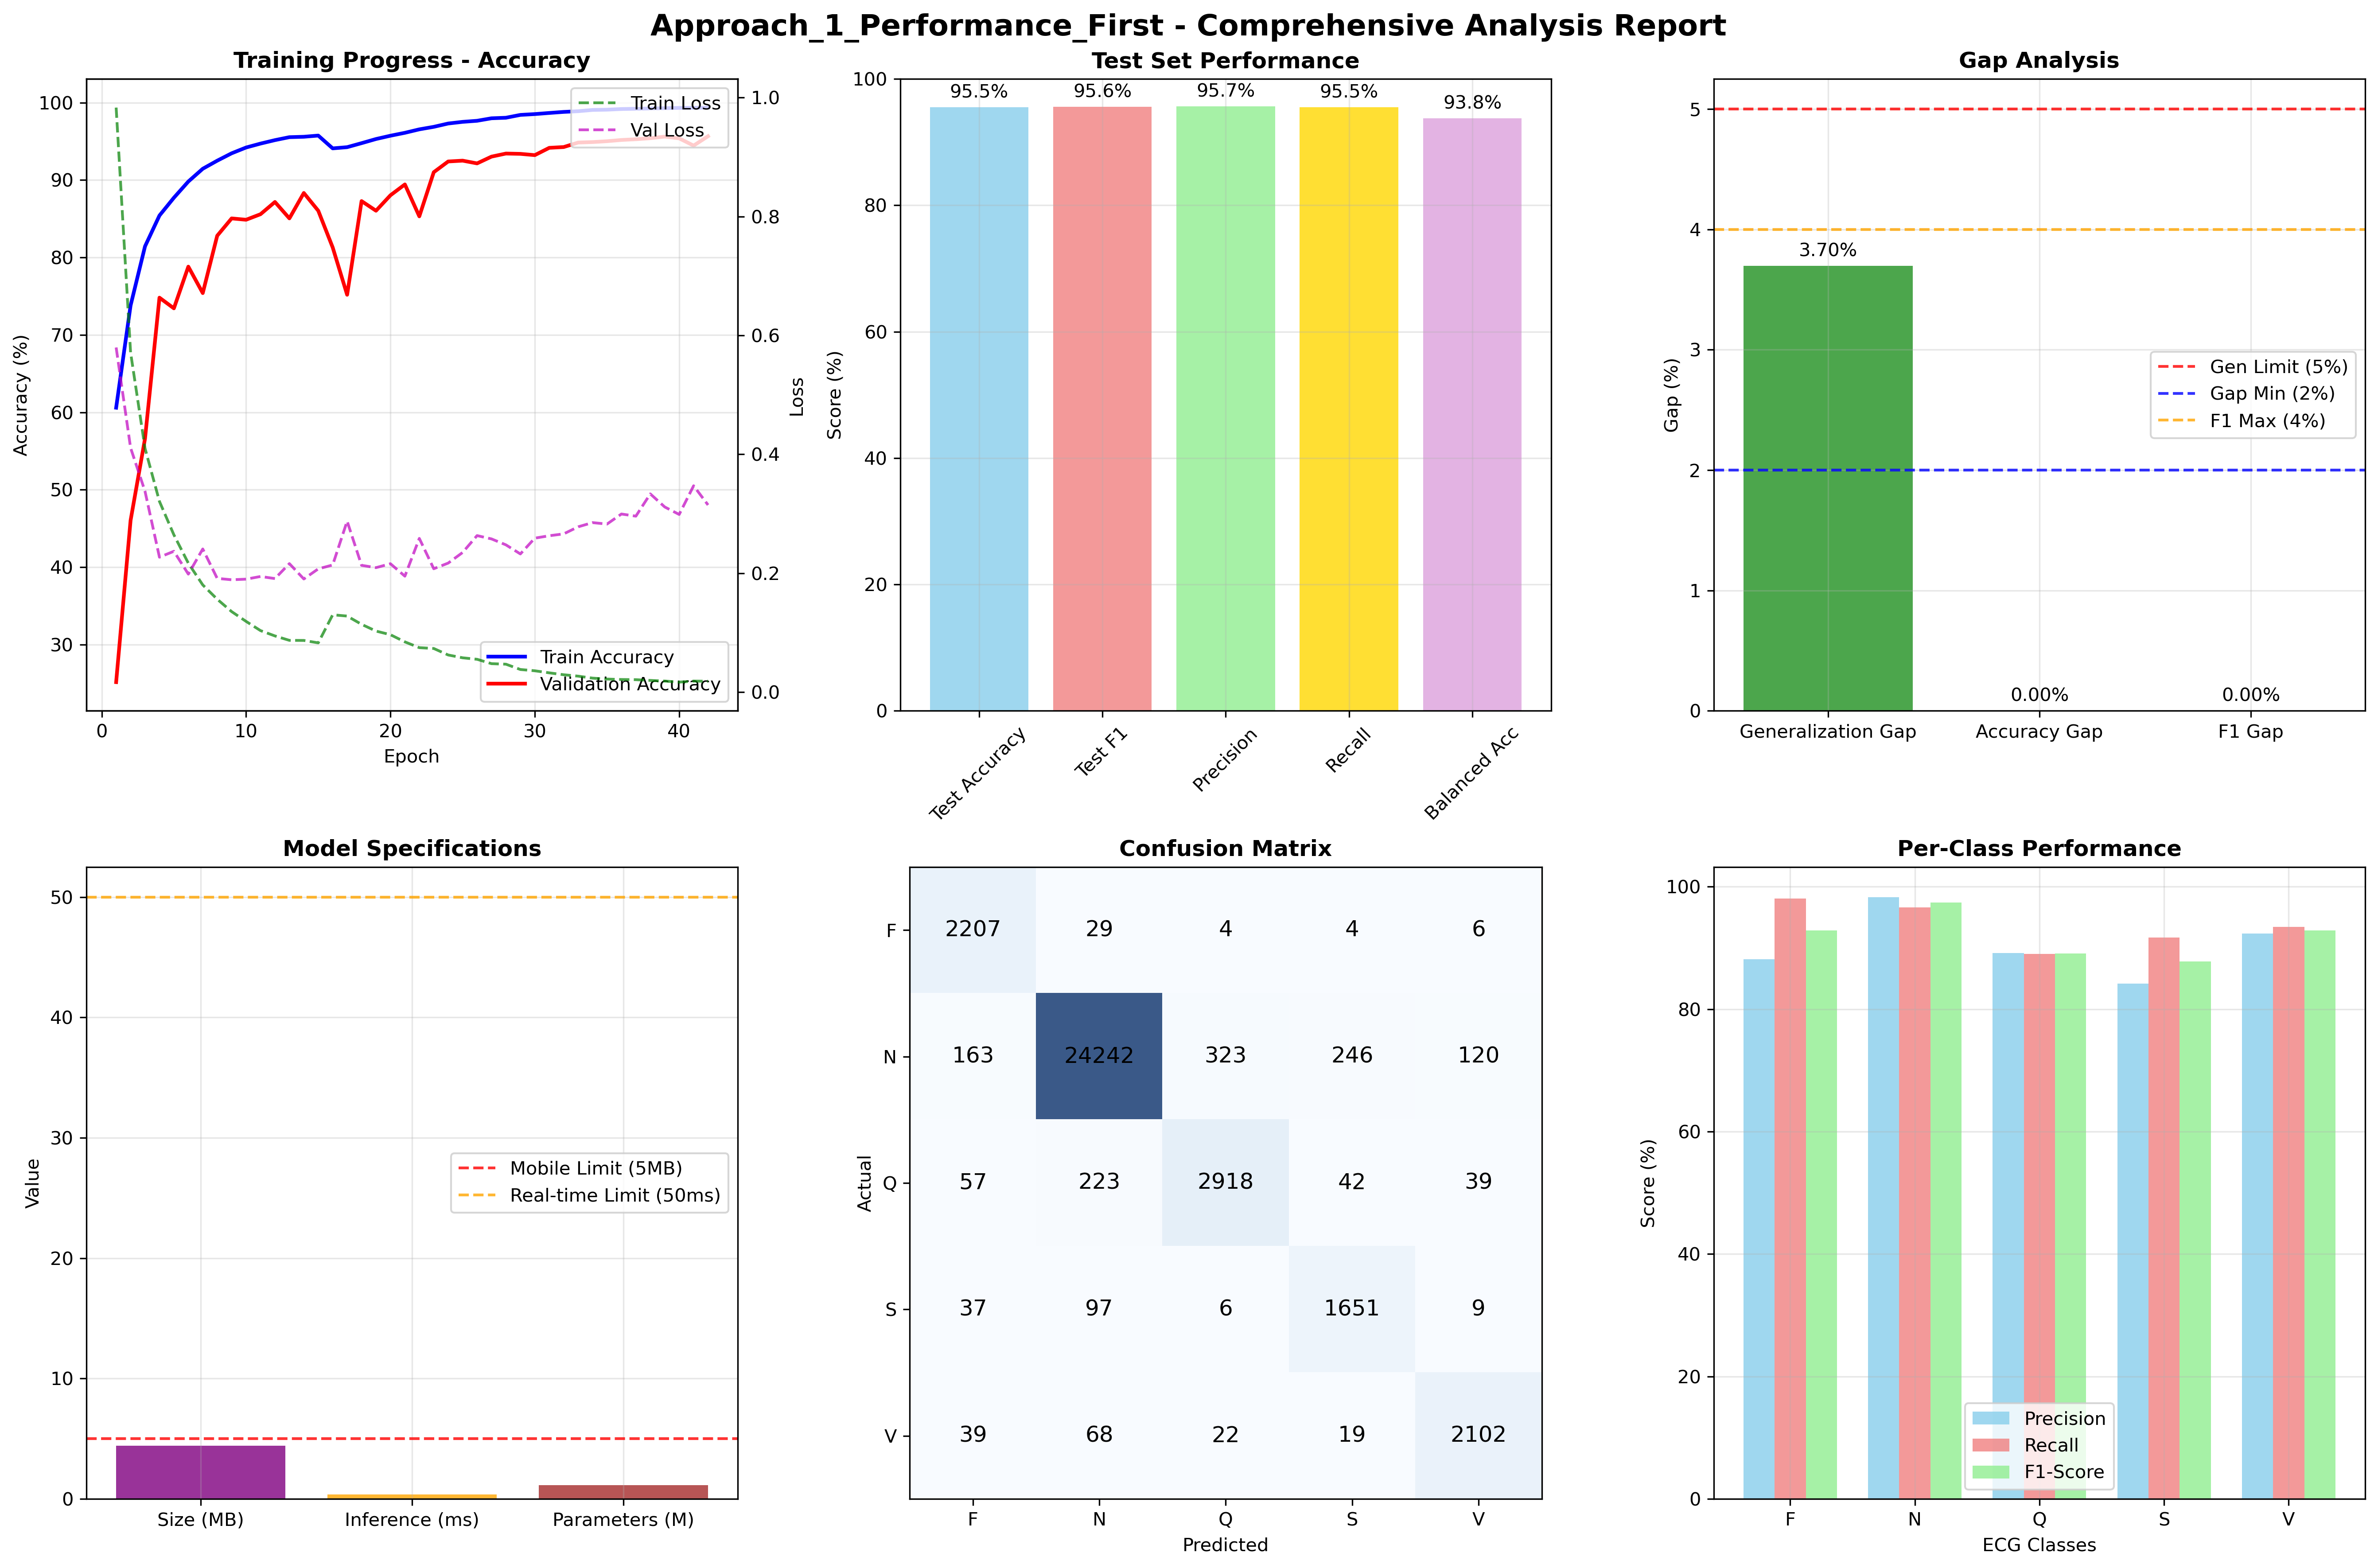 Approach_1_Performance_First - Comprehensive Analysis Report
Training Progress - Accuracy
Accuracy (%)
100
90
80
70
60
50
40
30
1.0
0.8
0.6
0.4
0.2
0.0
Loss
Train Loss
Val Loss
Train Accuracy
Validation Accuracy
0 10 20 30 40
Epoch
Test Set Performance
Score (%)
100
80
60
40
20
0
95.5% 95.6% 95.7% 95.5% 93.8%
Test Accuracy
Test F1
Precision
Recall
Balanced Acc
Gap Analysis
Gap (%)
5
4
3
2
1
0
3.70%
0.00%
0.00%
Gen Limit (5%)
Gap Min (2%)
F1 Max (4%)
Generalization Gap Accuracy Gap F1 Gap
Model Specifications
Value
50
40
30
20
10
0
Mobile Limit (5MB)
Real-time Limit (50ms)
Size (MB) Inference (ms) Parameters (M)
Confusion Matrix
Actual
F 2207 29 4 4 6
N 163 24242 323 246 120
Q 57 223 2918 42 39
S 37 97 6 1651 9
V 39 68 22 19 2102
F N Q S V
Predicted
Per-Class Performance
Score (%)
100
80
60
40
20
0
Precision
Recall
F1-Score
F N Q S V
ECG Classes